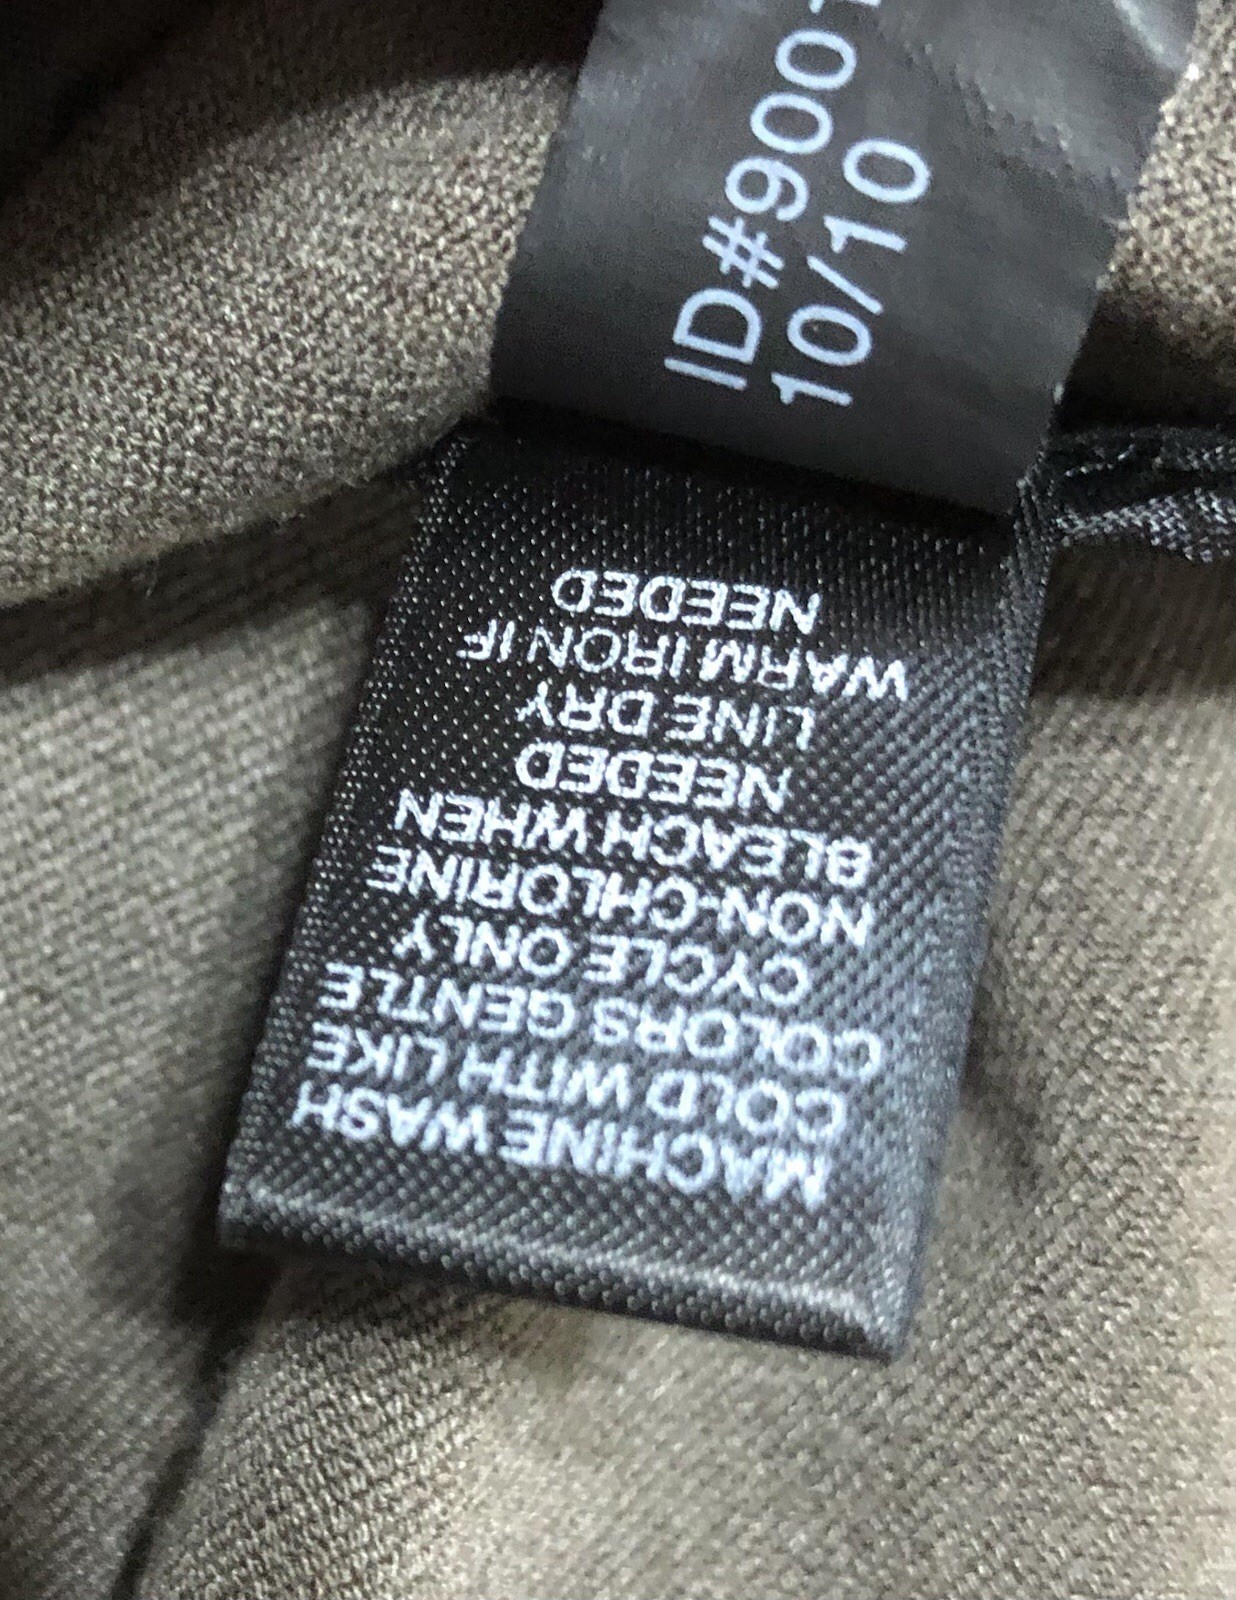 ID#9001
10/10
MACHINE WASH
COLD WITH LIKE
COLORS GENTLE
CYCLE ONLY
NON-CHLORINE
BLEACH WHEN
NEEDED
LINE DRY
WARM IRON IF
NEEDED